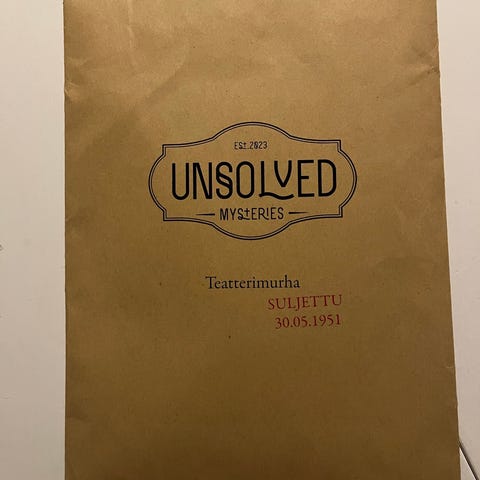 Est. 2023
UNSOLVED
MYSTERIES
Teatterimurha
SULJETTU
30.05.1951